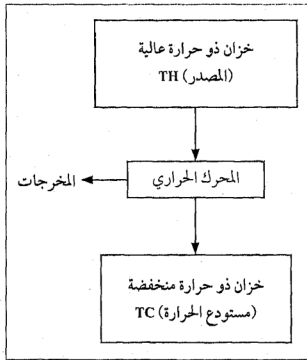 خزان ذو حرارة عالية
(المصدر) TH
المحرك الحراري
المخرجات
خزان ذو حرارة منخفضة
(مستودع الحرارة) TC